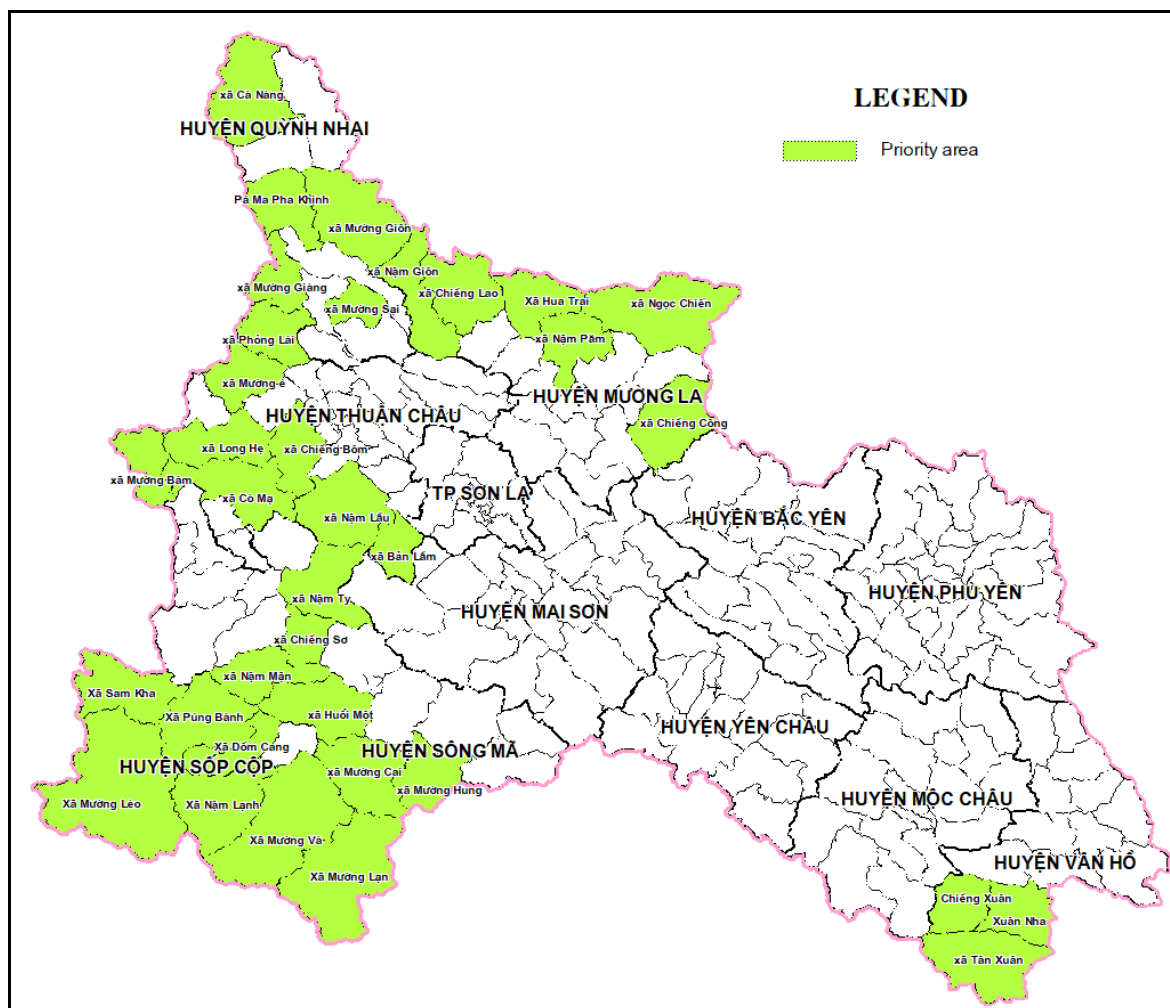 LEGEND
Priority area
xã Cà Nàng
HUYỆN QUỲNH NHAI
Pá Ma Pha Khinh
xã Mường Giôn
xã Nậm Giôn
xã Mường Giàng
xã Chiềng Lao
Xã Hua Trai
xã Ngọc Chiến
xã Mường Sại
xã Nậm Păm
xã Phổng Lái
xã Mường é
HUYỆN MƯỜNG LA
HUYỆN THUẬN CHÂU
xã Chiềng Công
xã Long Hẹ
xã Chiềng Bôm
xã Mường Bám
xã Cò Mạ
TP SƠN LA
xã Nậm Lầu
HUYỆN BẮC YÊN
xã Bản Lầm
HUYỆN PHÙ YÊN
xã Nậm Ty
HUYỆN MAI SƠN
xã Chiềng Sơ
xã Nậm Mằn
Xã Sam Kha
Xã Púng Bánh
xã Huổi Một
HUYỆN YÊN CHÂU
Xã Dồm Cang
HUYỆN SÔNG MÃ
HUYỆN SỐP CỘP
xã Mường Cai
xã Mường Hung
HUYỆN MỘC CHÂU
Xã Mường Lèo
Xã Nậm Lạnh
Xã Mường Và
HUYỆN VÂN HỒ
Xã Mường Lạn
Chiềng Xuân
Xuân Nha
xã Tân Xuân